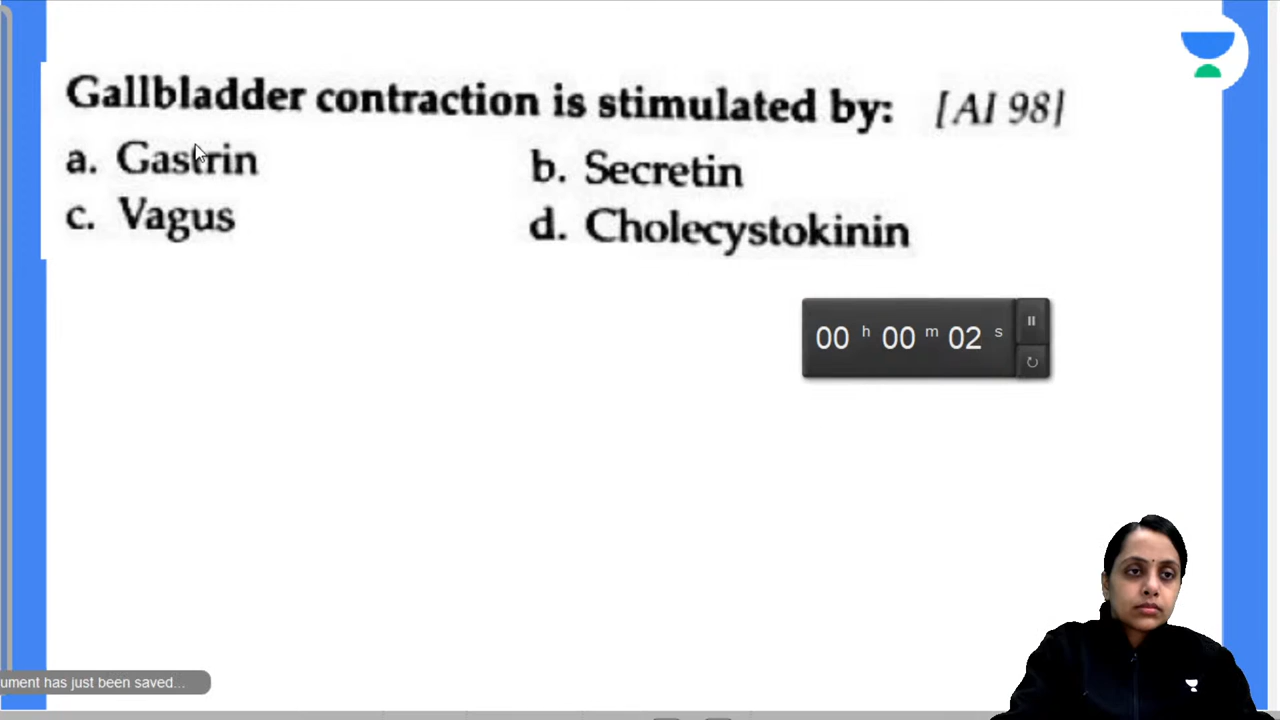 Gallbladder contraction is stimulated by: [AI 98]
a. Gastrin b. Secretin
c. Vagus d. Cholecystokinin
00 h 00 m 02 s
ument has just been saved...